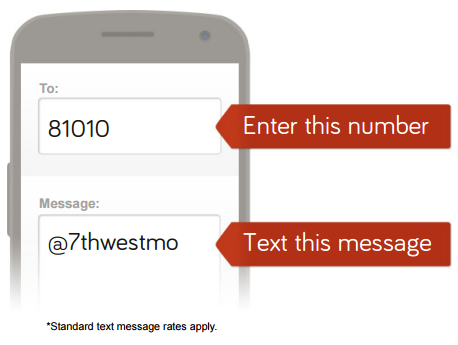 To:
81010
Enter this number
Message:
@7thwestmo
Text this message
*Standard text message rates apply.